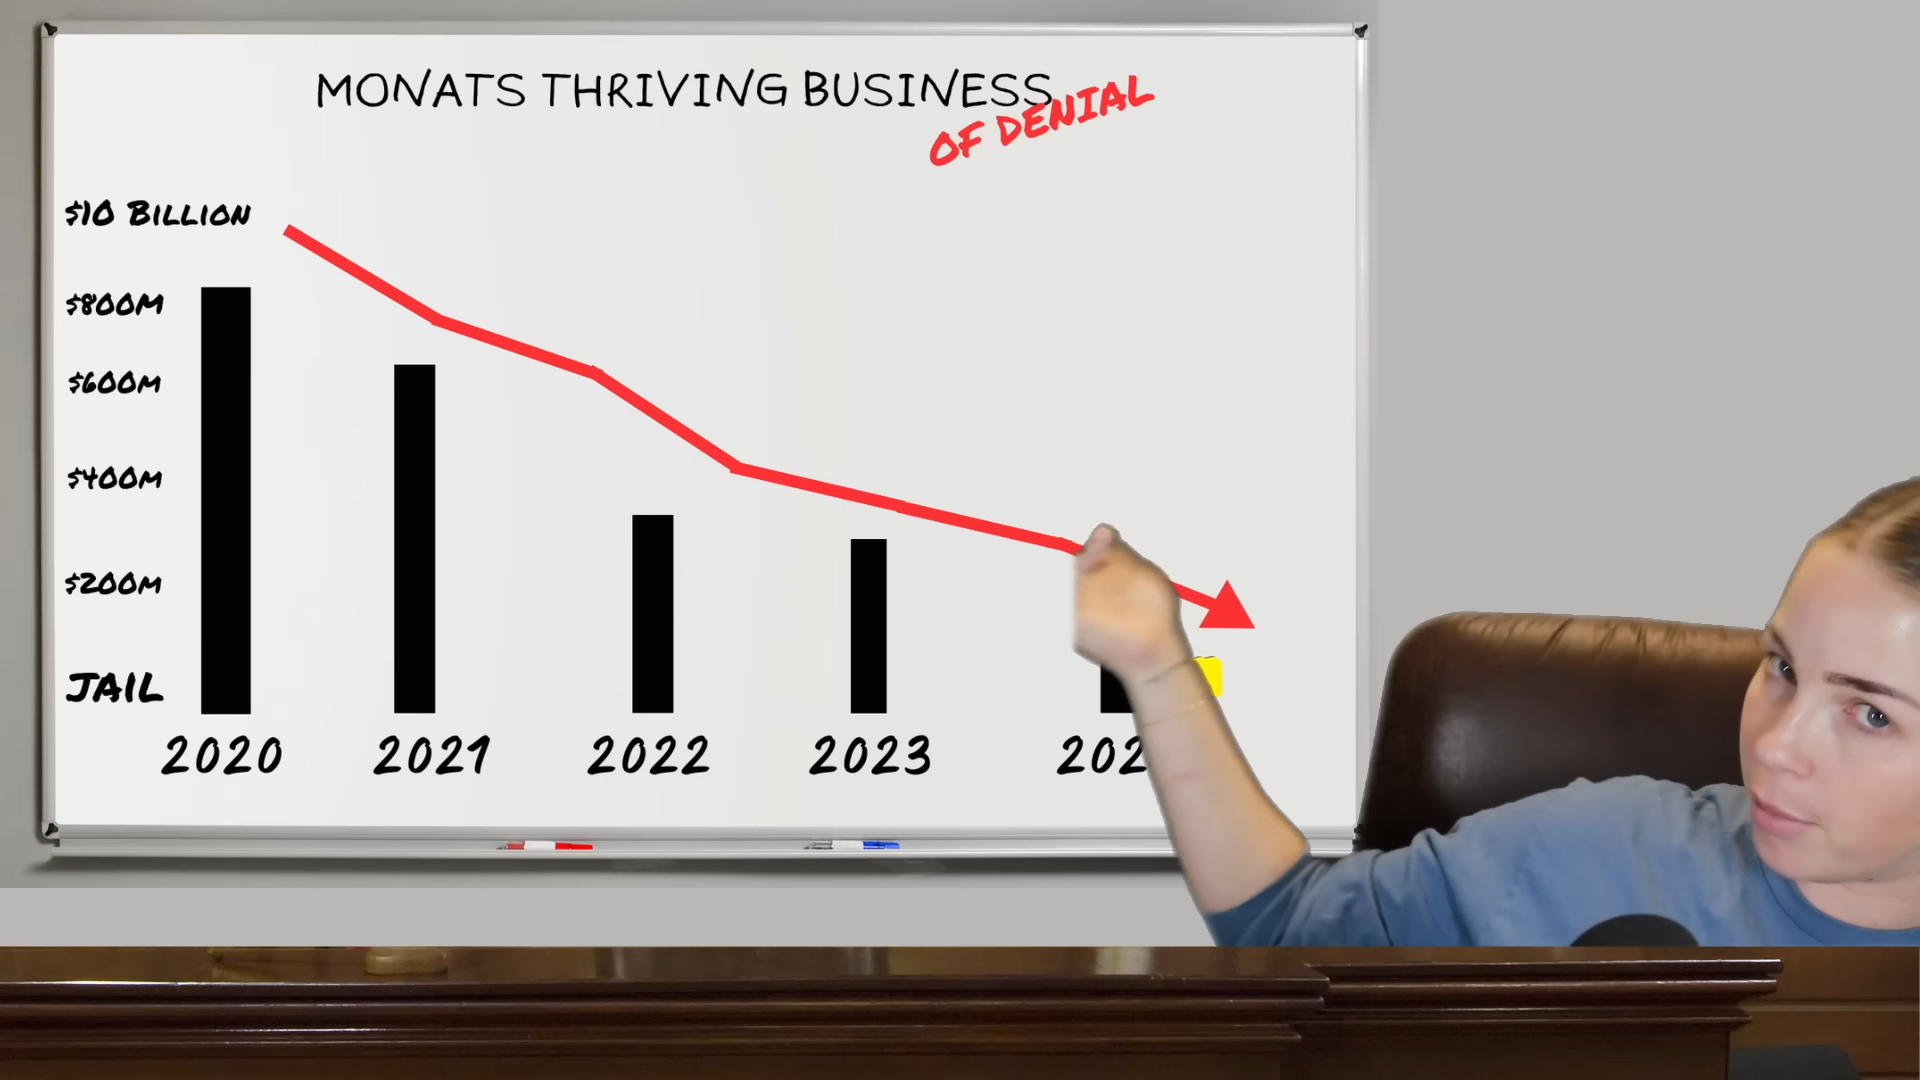 MONATS THRIVING BUSINESS
OF DENIAL
$10 BILLION
$800M
$600M
$400M
$200M
JAIL
2020 2021 2022 2023